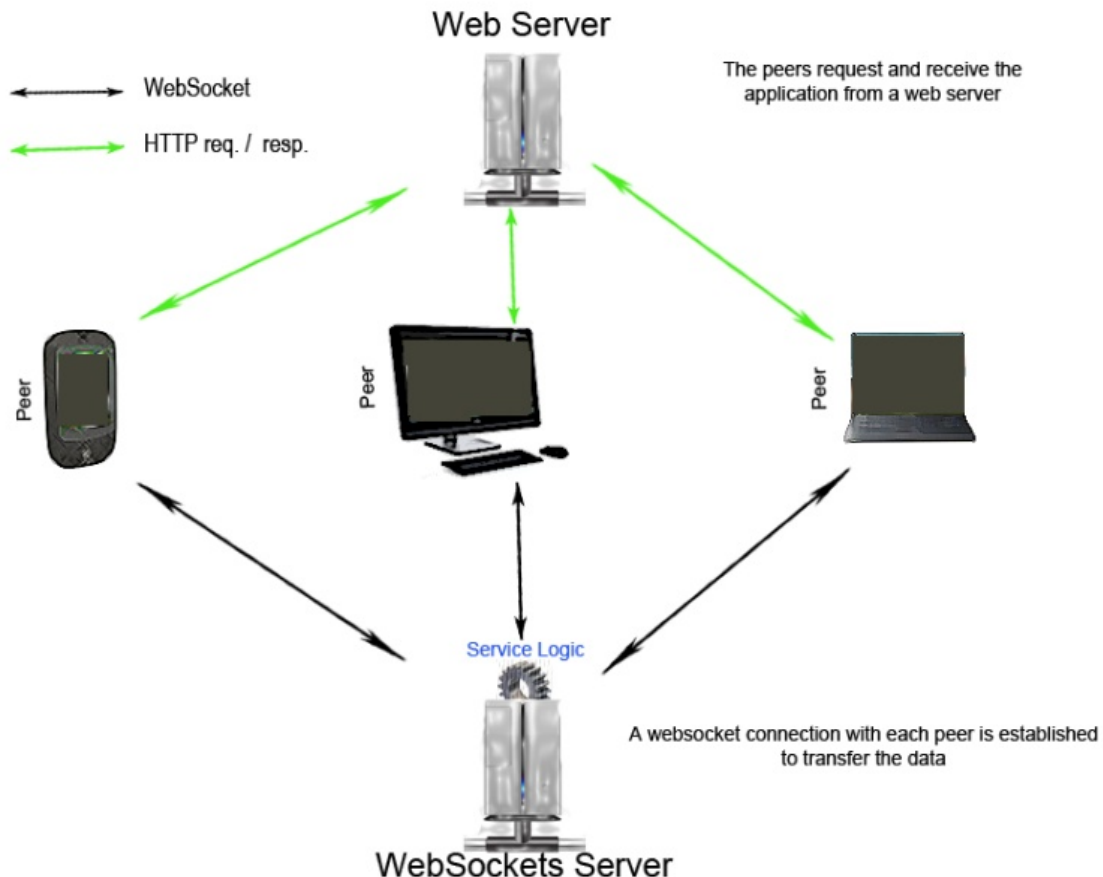 Web Server
WebSocket
HTTP req. / resp.
The peers request and receive the
application from a web server
Peer
Peer
Peer
Service Logic
A websocket connection with each peer is established
to transfer the data
WebSockets Server